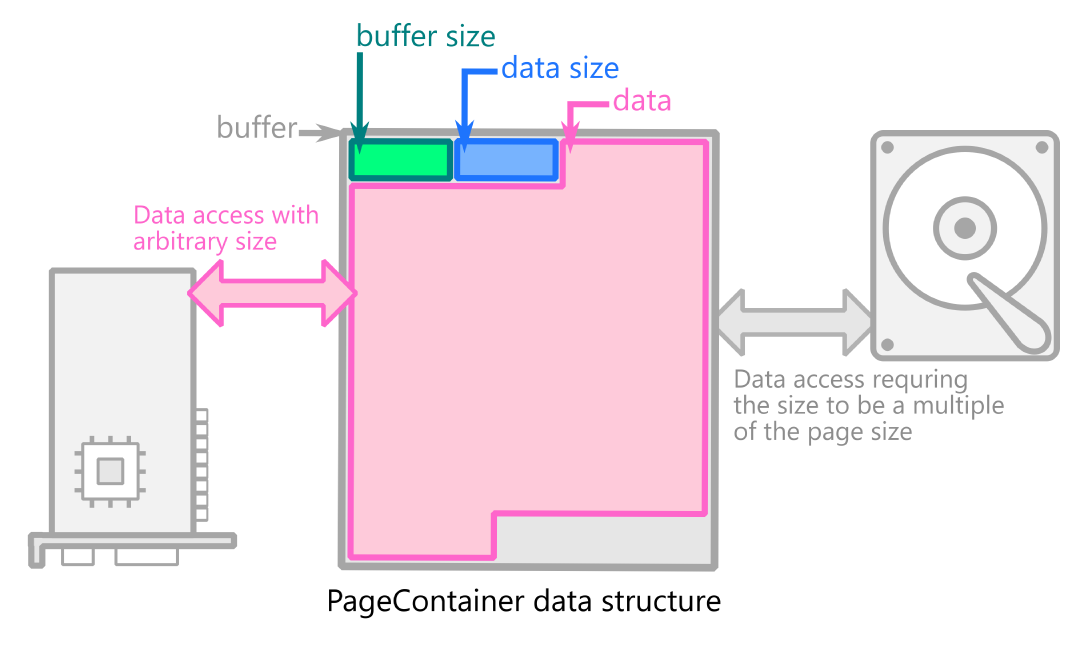 buffer size
data size
data
buffer
Data access with
arbitrary size
Data access requring
the size to be a multiple
of the page size
PageContainer data structure